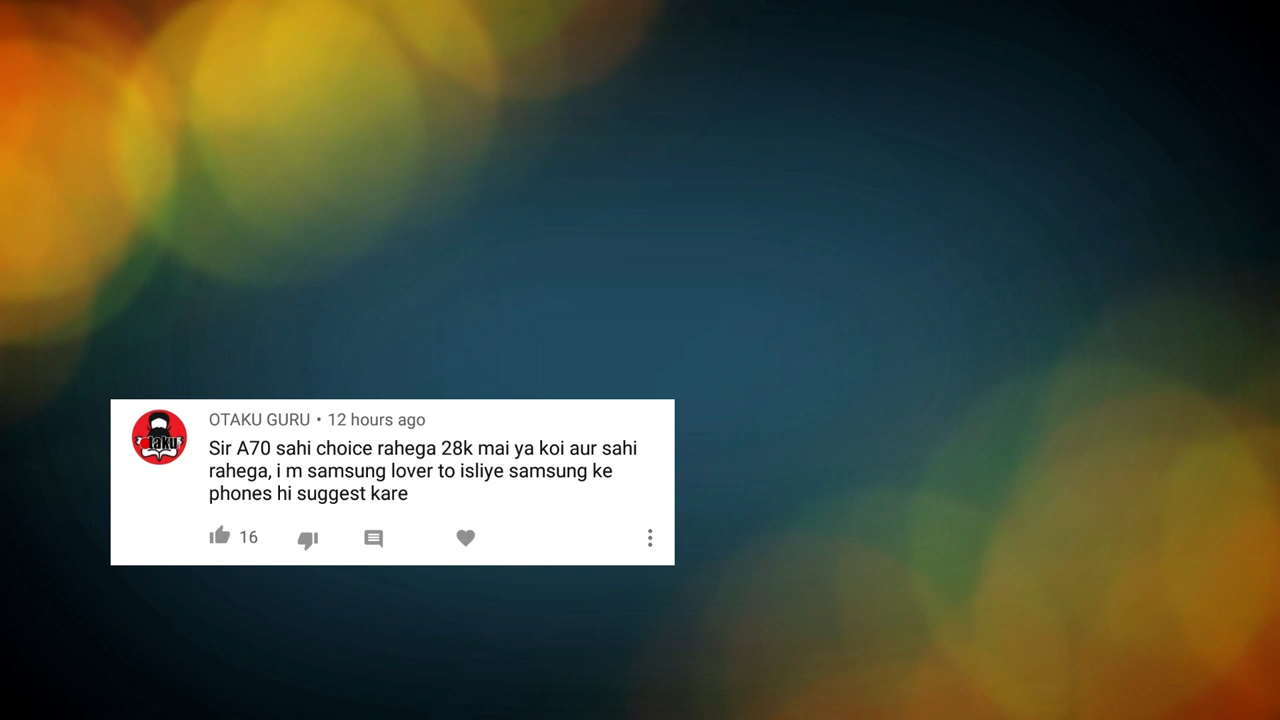 OTAKU GURU • 12 hours ago
Sir A70 sahi choice rahega 28k mai ya koi aur sahi
rahega, i m samsung lover to isliye samsung ke
phones hi suggest kare
otaku
16